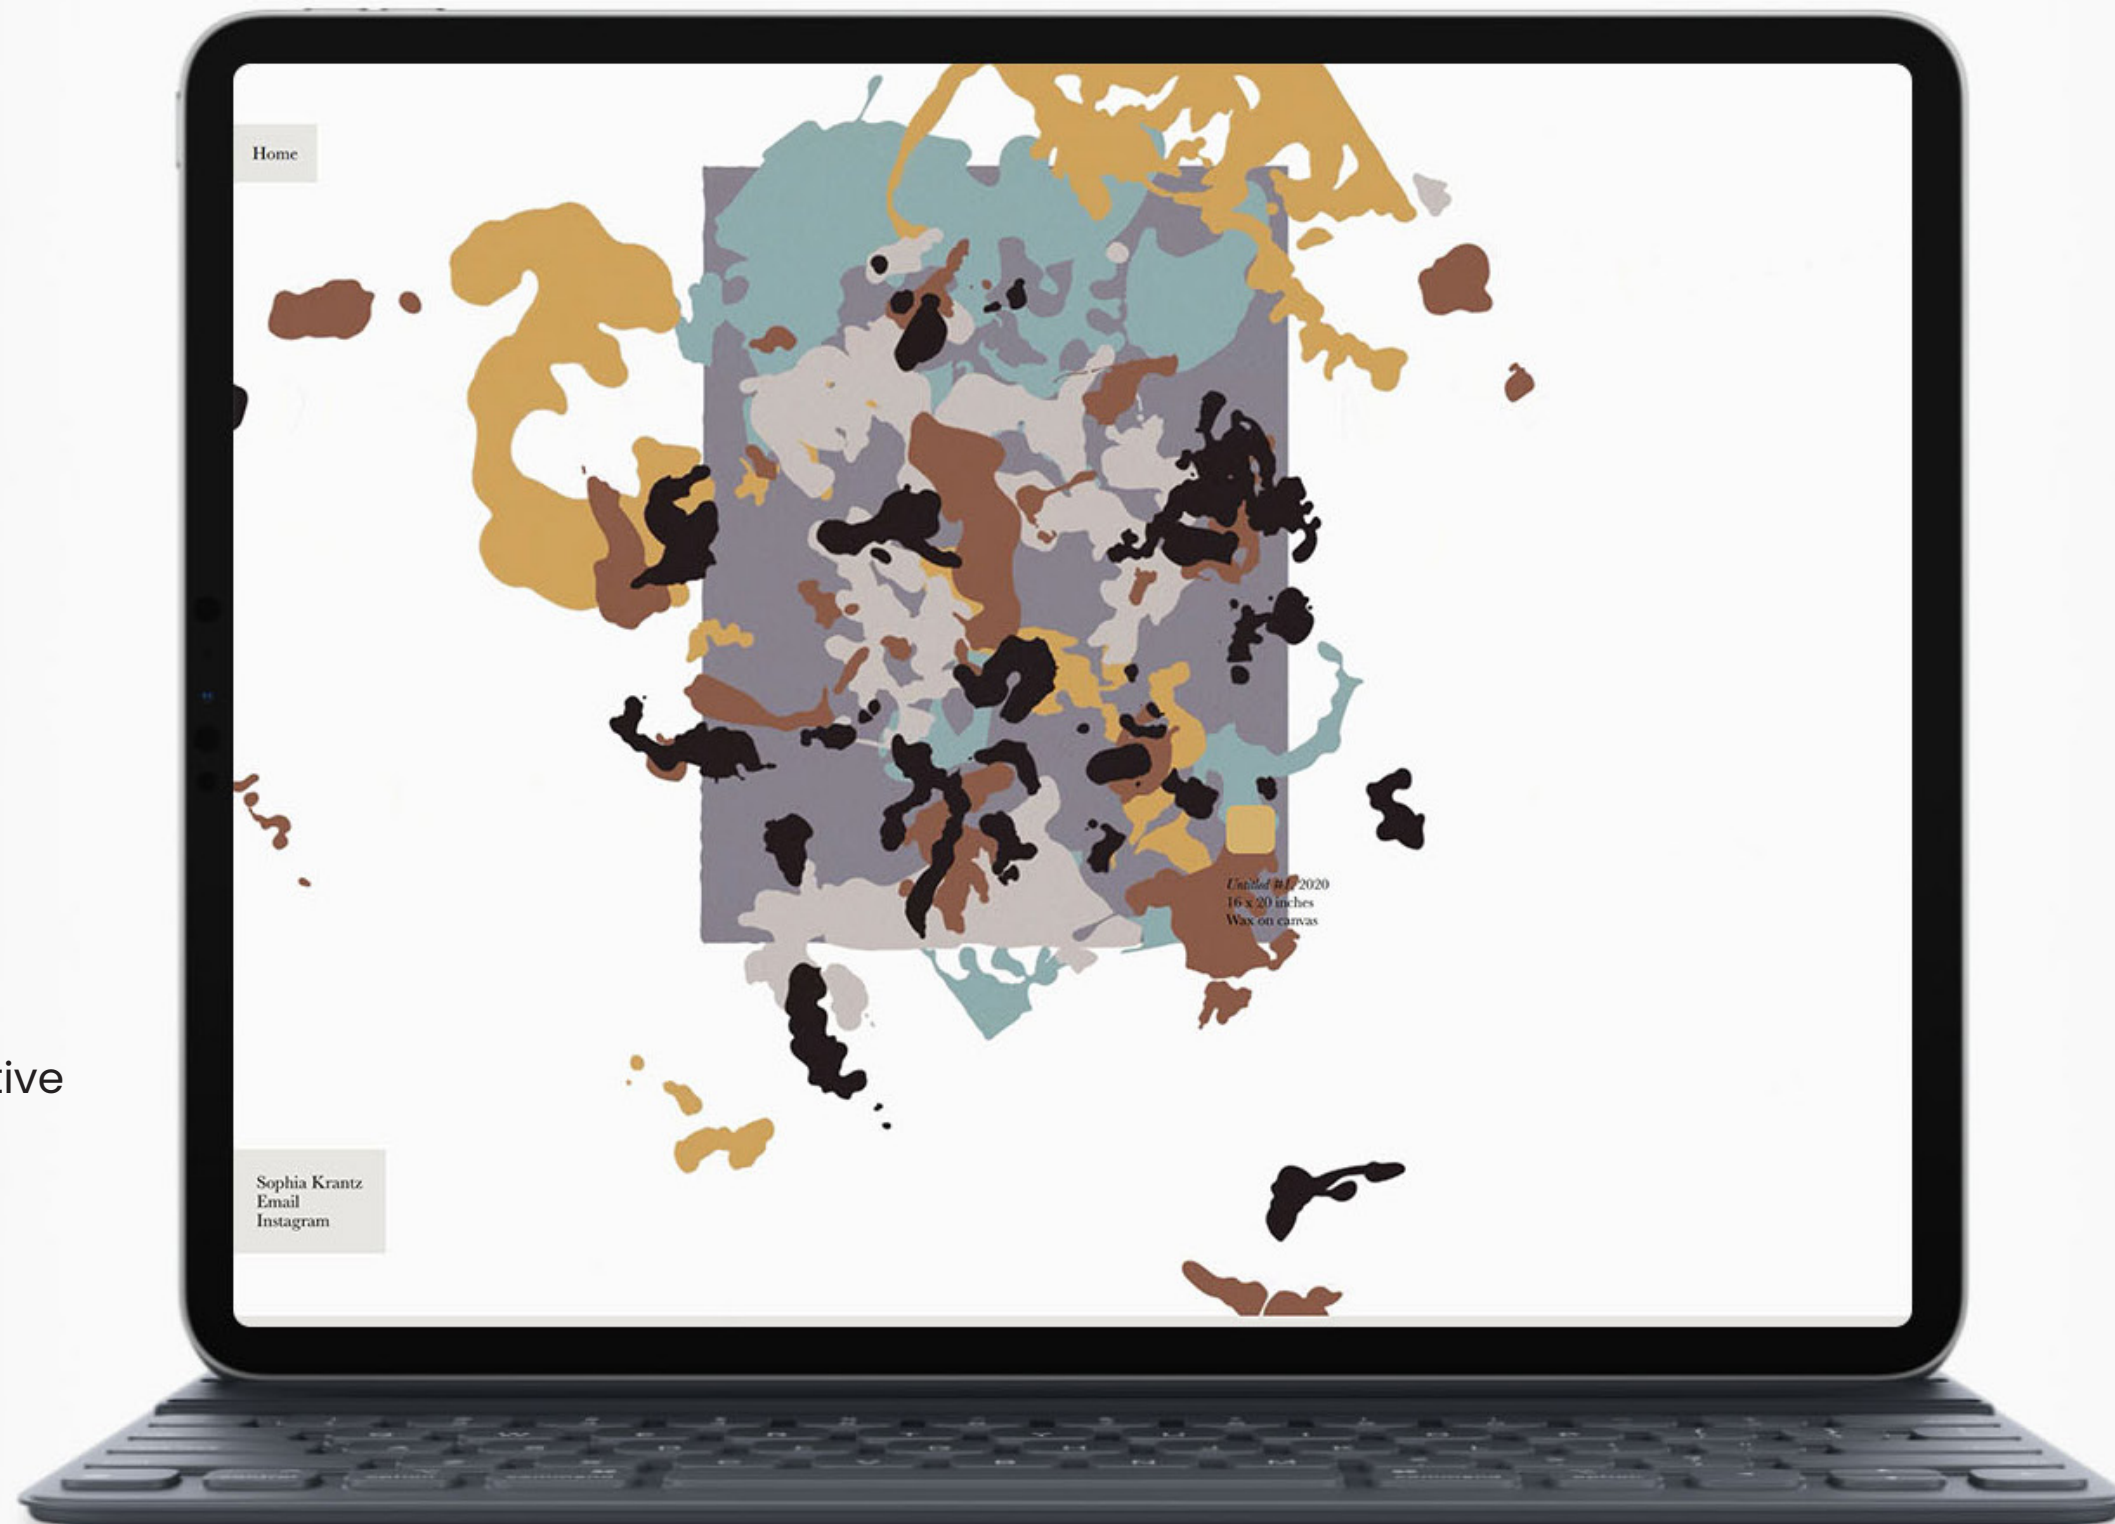 Home
Untitled #1, 2020
16 x 20 inches
Wax on canvas
tive
Sophia Krantz
Email
Instagram